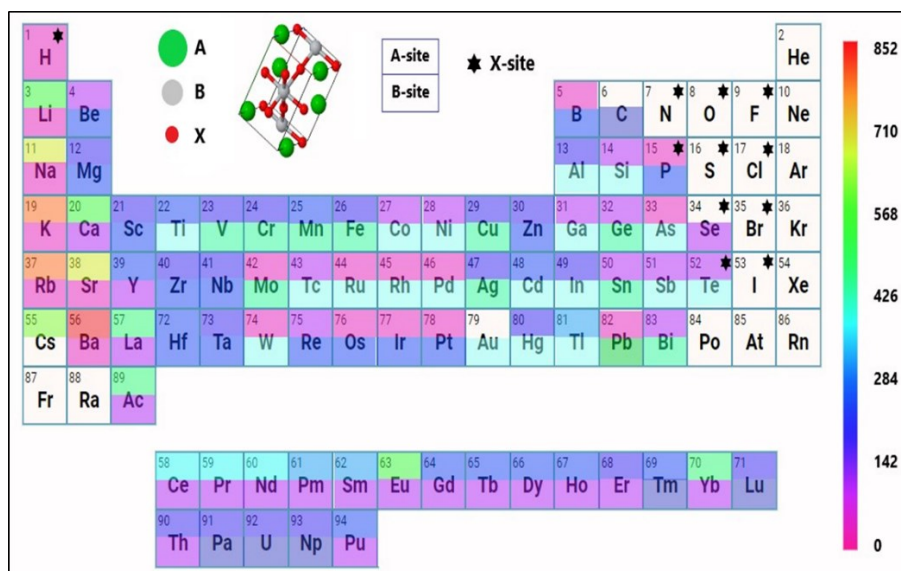 A
B
X
A-site
B-site
X-site
1 2
H He
3 4 5 6 7 8 9 10
Li Be B C N O F Ne
11 12 13 14 15 16 17 18
Na Mg Al Si P S Cl Ar
19 20 21 22 23 24 25 26 27 28 29 30 31 32 33 34 35 36
K Ca Sc Ti V Cr Mn Fe Co Ni Cu Zn Ga Ge As Se Br Kr
37 38 39 40 41 42 43 44 45 46 47 48 49 50 51 52 53 54
Rb Sr Y Zr Nb Mo Tc Ru Rh Pd Ag Cd In Sn Sb Te I Xe
55 56 57 72 73 74 75 76 77 78 79 80 81 82 83 84 85 86
Cs Ba La Hf Ta W Re Os Ir Pt Au Hg Tl Pb Bi Po At Rn
87 88 89
Fr Ra Ac
58 59 60 61 62 63 64 65 66 67 68 69 70 71
Ce Pr Nd Pm Sm Eu Gd Tb Dy Ho Er Tm Yb Lu
90 91 92 93 94
Th Pa U Np Pu
852
710
568
426
284
142
0